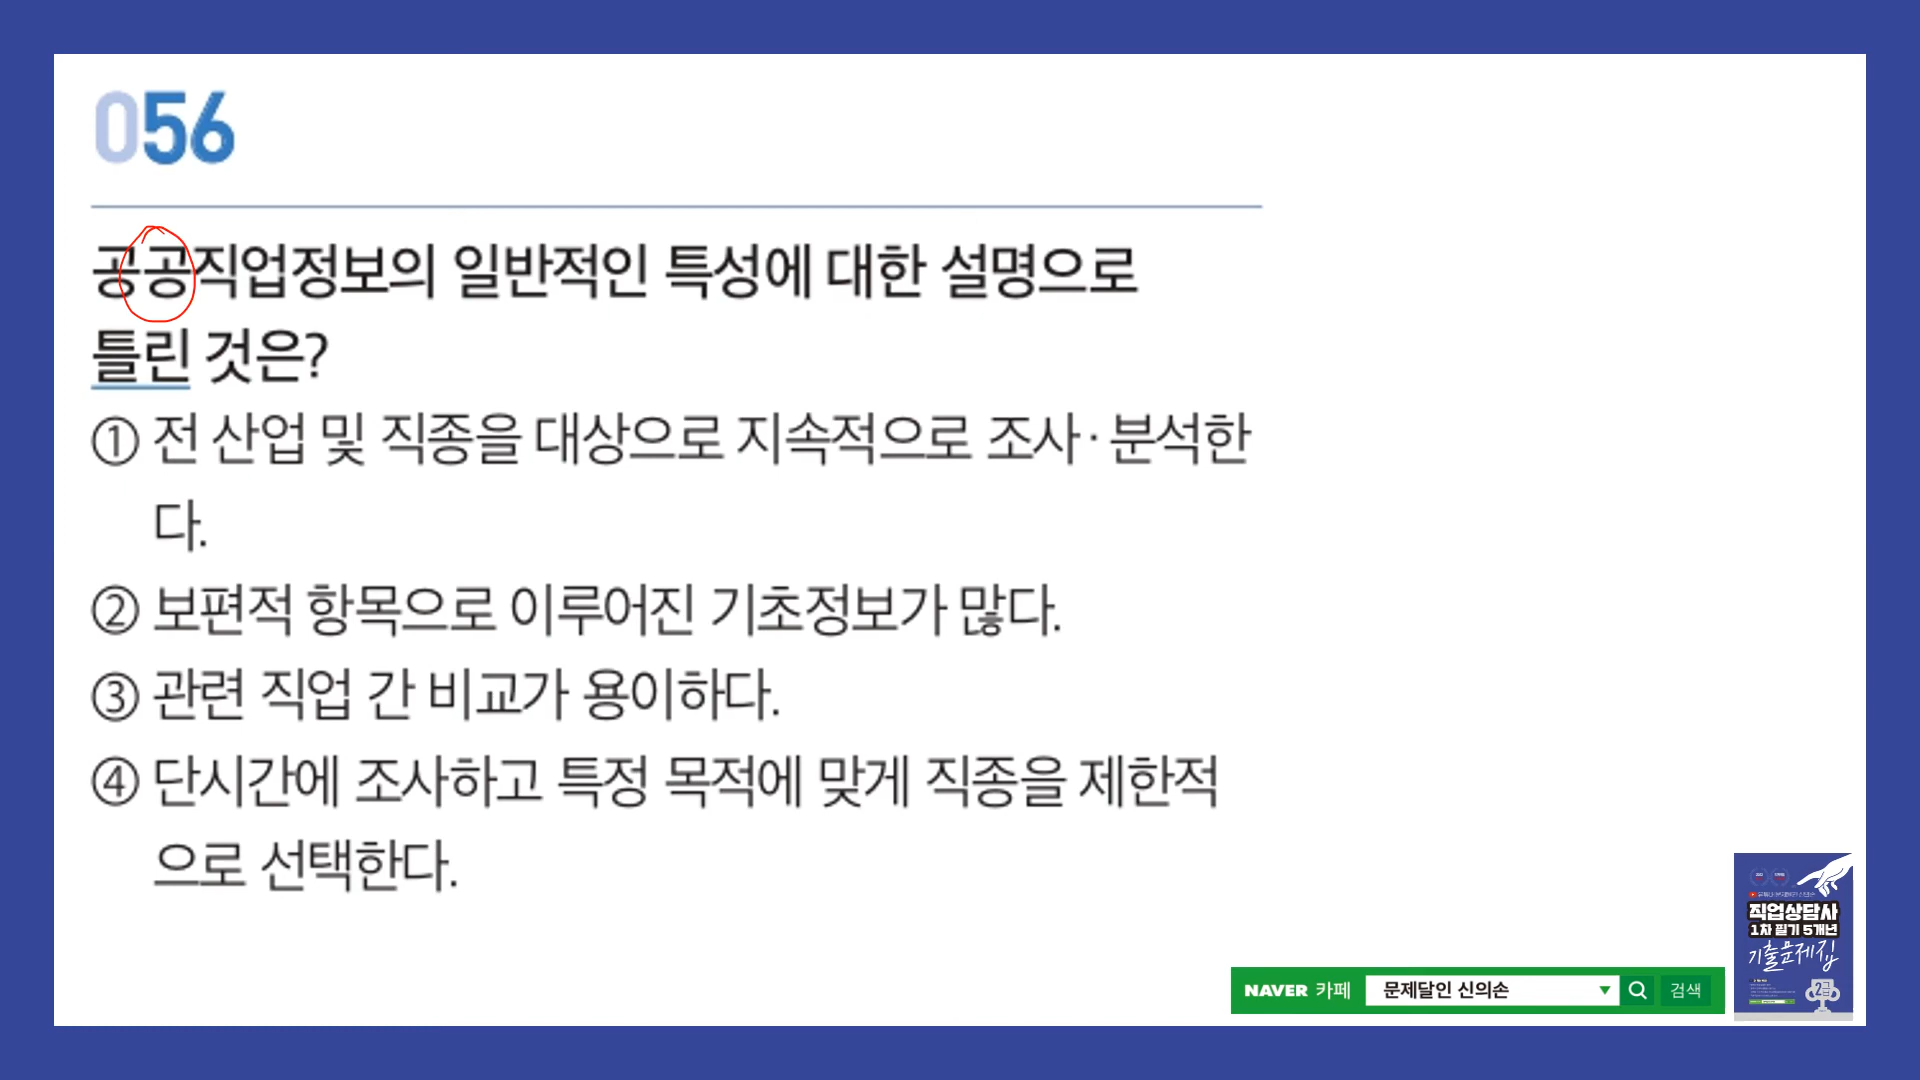 056
공공직업정보의 일반적인 특성에 대한 설명으로
틀린 것은?
① 전 산업 및 직종을 대상으로 지속적으로 조사·분석한
다.
② 보편적 항목으로 이루어진 기초정보가 많다.
③ 관련 직업 간 비교가 용이하다.
④ 단시간에 조사하고 특정 목적에 맞게 직종을 제한적
으로 선택한다.
직업상담사
1차 필기 5개년
기출문제집
2급
NAVER 카페 문제달인 신의손 검색